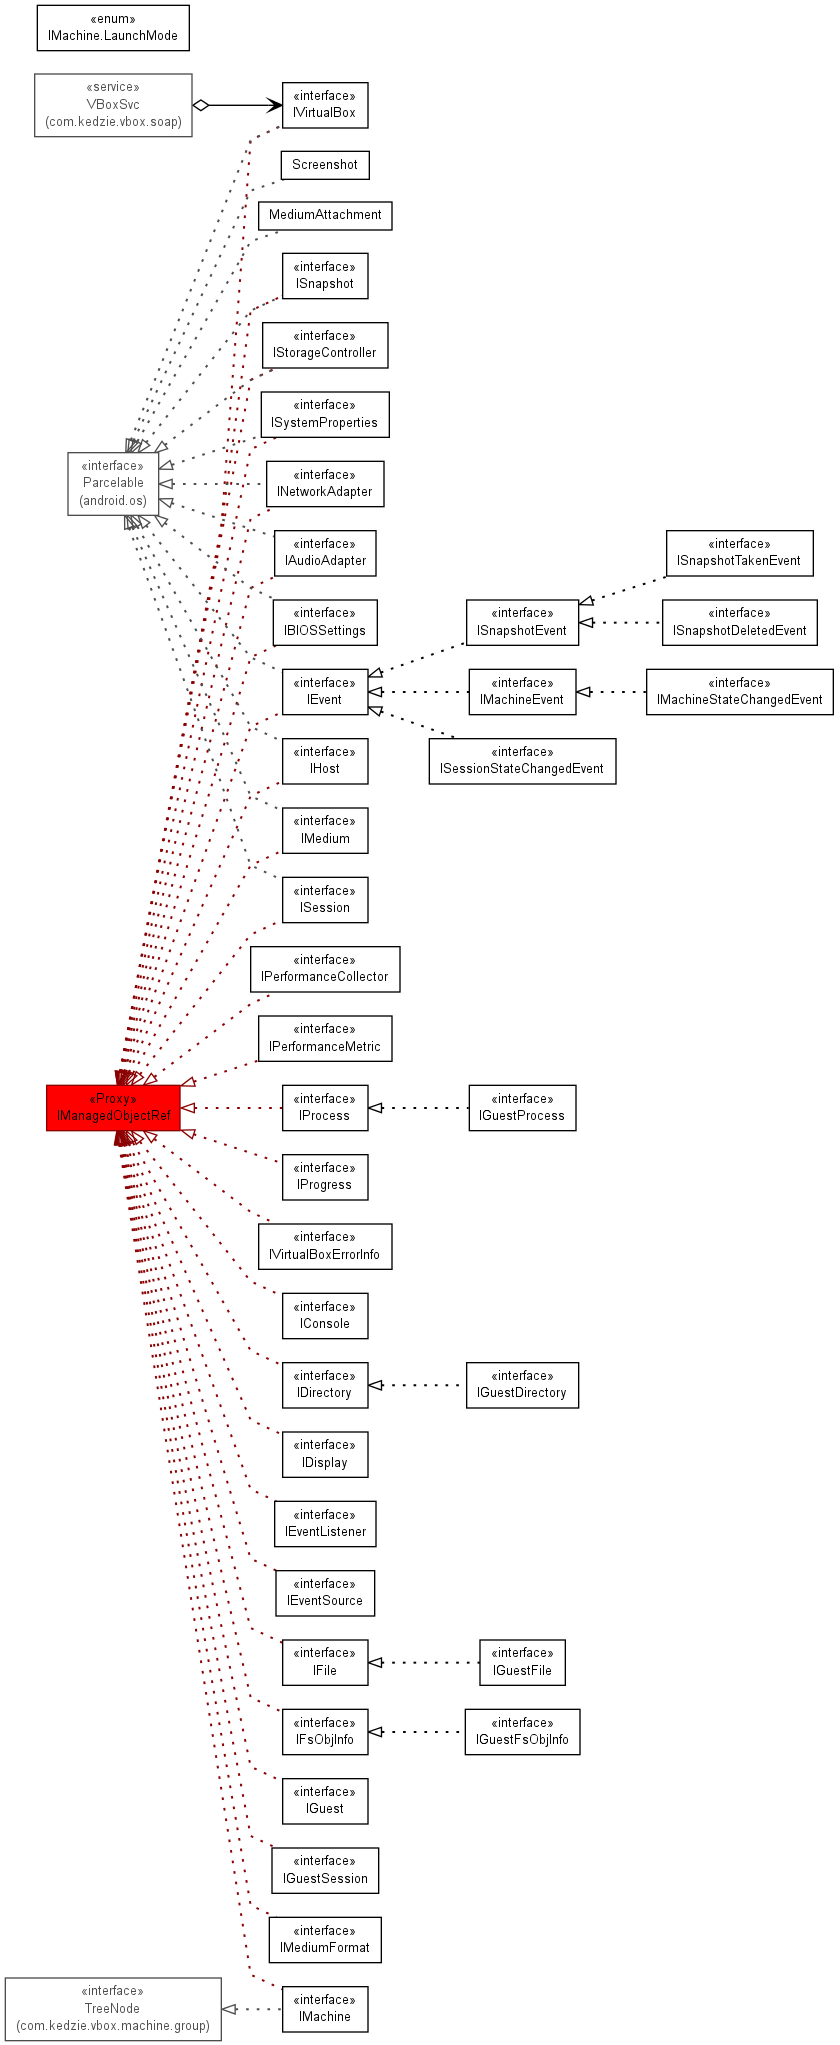 «enum»
IMachine.LaunchMode
«service»
VBoxSvc
(com.kedzie.vbox.soap)
«interface»
IVirtualBox
Screenshot
MediumAttachment
«interface»
ISnapshot
«interface»
IStorageController
«interface»
ISystemProperties
«interface»
Parcelable
(android.os)
«interface»
INetworkAdapter
«interface»
IAudioAdapter
«interface»
ISnapshotTakenEvent
«interface»
IBIOSSettings
«interface»
ISnapshotEvent
«interface»
ISnapshotDeletedEvent
«interface»
IEvent
«interface»
IMachineEvent
«interface»
IMachineStateChangedEvent
«interface»
IHost
«interface»
ISessionStateChangedEvent
«interface»
IMedium
«interface»
ISession
«interface»
IPerformanceCollector
«interface»
IPerformanceMetric
«Proxy»
IManagedObjectRef
«interface»
IProcess
«interface»
IGuestProcess
«interface»
IProgress
«interface»
IVirtualBoxErrorInfo
«interface»
IConsole
«interface»
IDirectory
«interface»
IGuestDirectory
«interface»
IDisplay
«interface»
IEventListener
«interface»
IEventSource
«interface»
IFile
«interface»
IGuestFile
«interface»
IFsObjInfo
«interface»
IGuestFsObjInfo
«interface»
IGuest
«interface»
IGuestSession
«interface»
IMediumFormat
«interface»
TreeNode
(com.kedzie.vbox.machine.group)
«interface»
IMachine